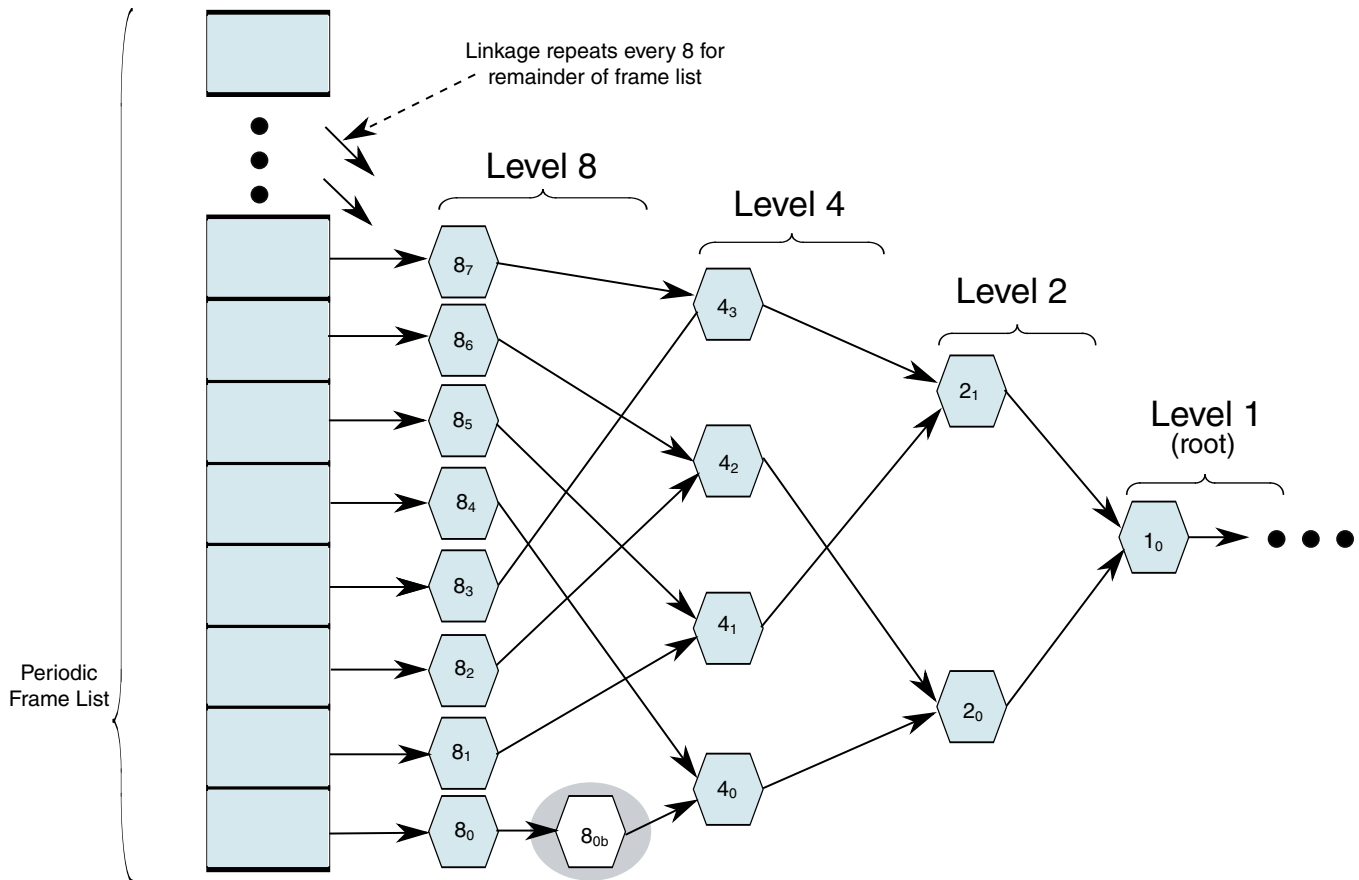 Linkage repeats every 8 for
remainder of frame list
Level 8
Level 4
Level 2
Level 1
(root)
8₇
8₆
8₅
8₄
8₃
8₂
8₁
8₀
8₀b
4₃
4₂
4₁
4₀
2₁
2₀
1₀
Periodic
Frame List